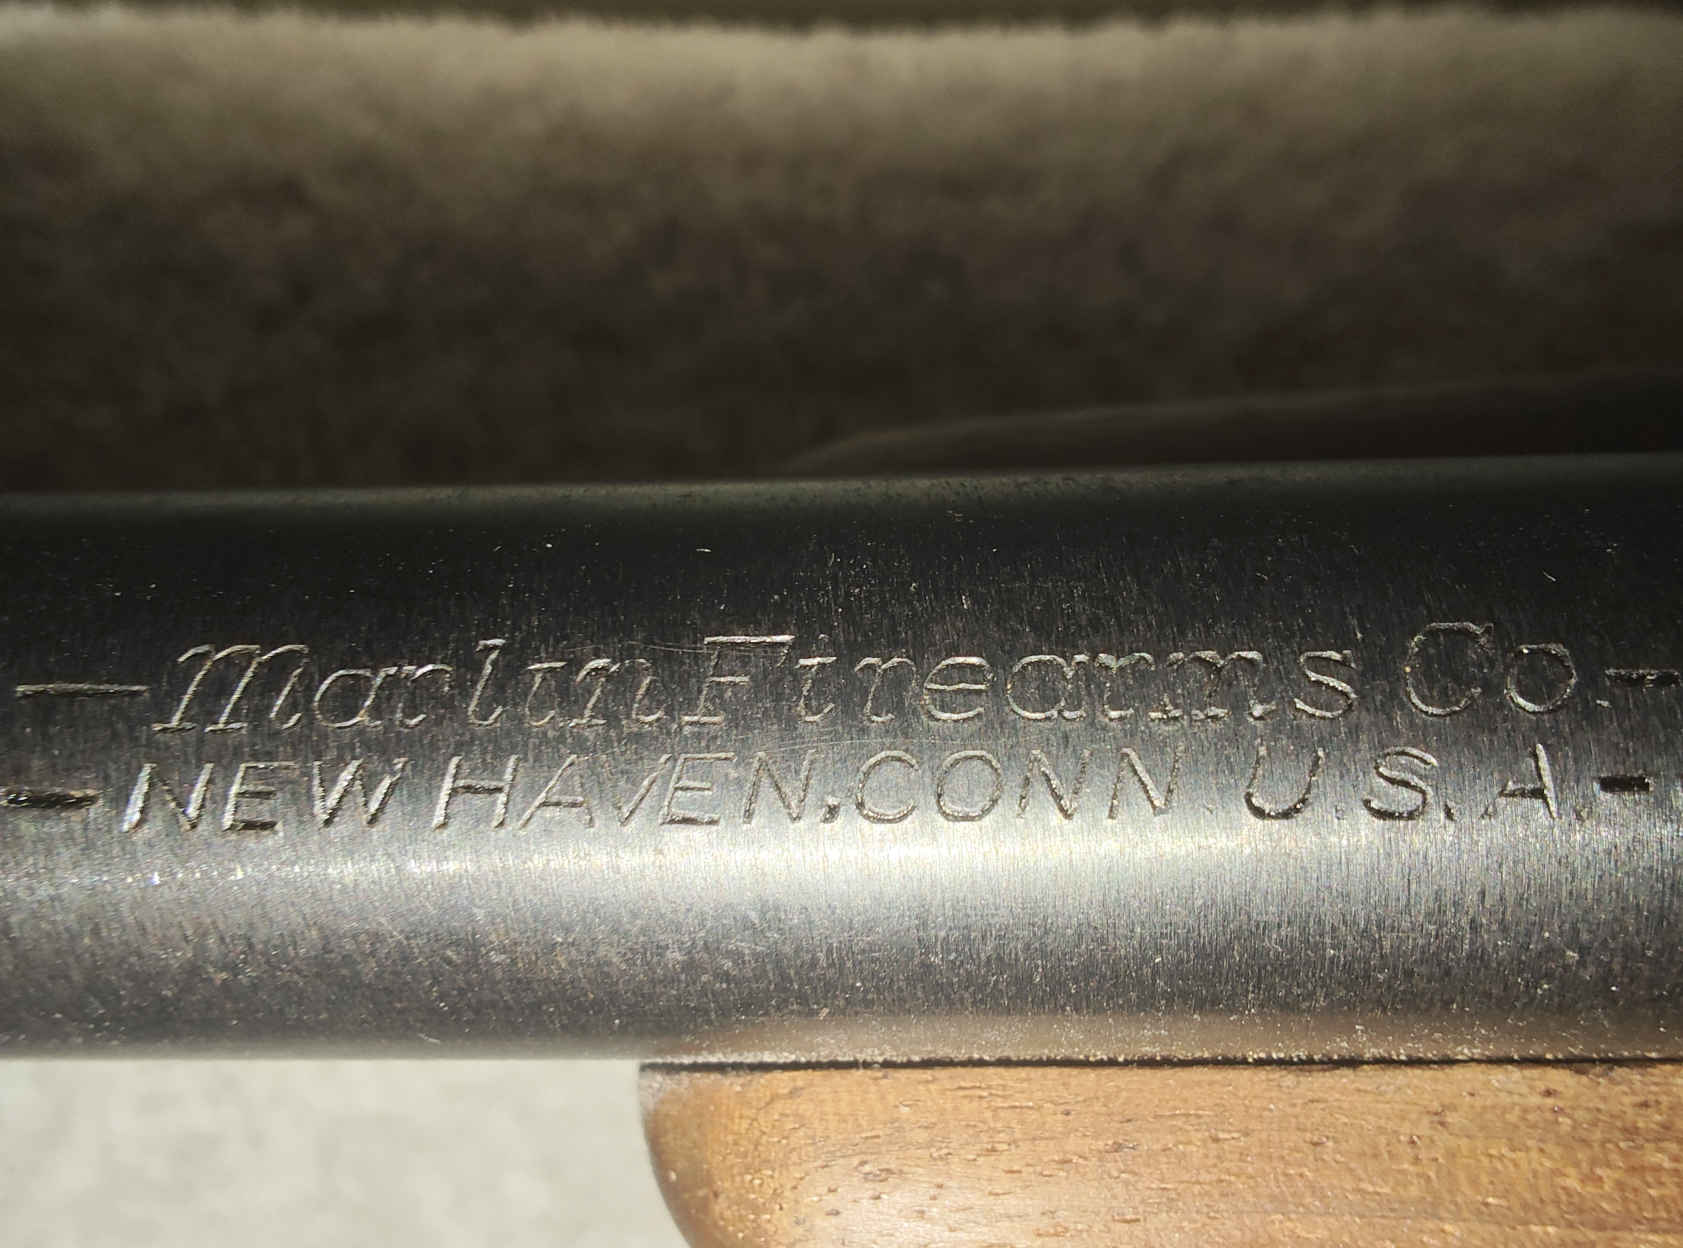 —Marlin Firearms Co.-
-NEW HAVEN, CONN. U.S.A.-